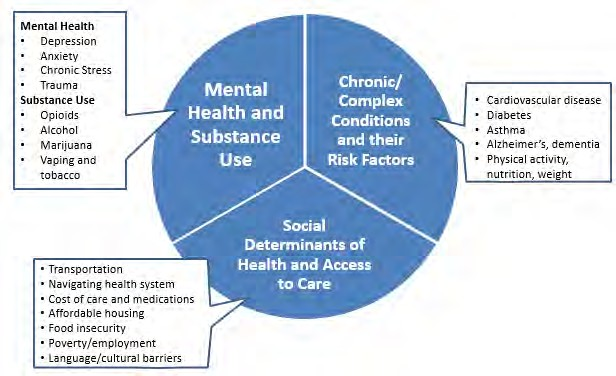 Mental Health
• Depression
• Anxiety
• Chronic Stress
• Trauma
Substance Use
• Opioids
• Alcohol
• Marijuana
• Vaping and
tobacco
Mental
Health and
Substance
Use
Chronic/
Complex
Conditions
and their
Risk Factors
• Cardiovascular disease
• Diabetes
• Asthma
• Alzheimer's, dementia
• Physical activity,
nutrition, weight
Social
Determinants of
Health and Access
to Care
• Transportation
• Navigating health system
• Cost of care and medications
• Affordable housing
• Food insecurity
• Poverty/employment
• Language/cultural barriers